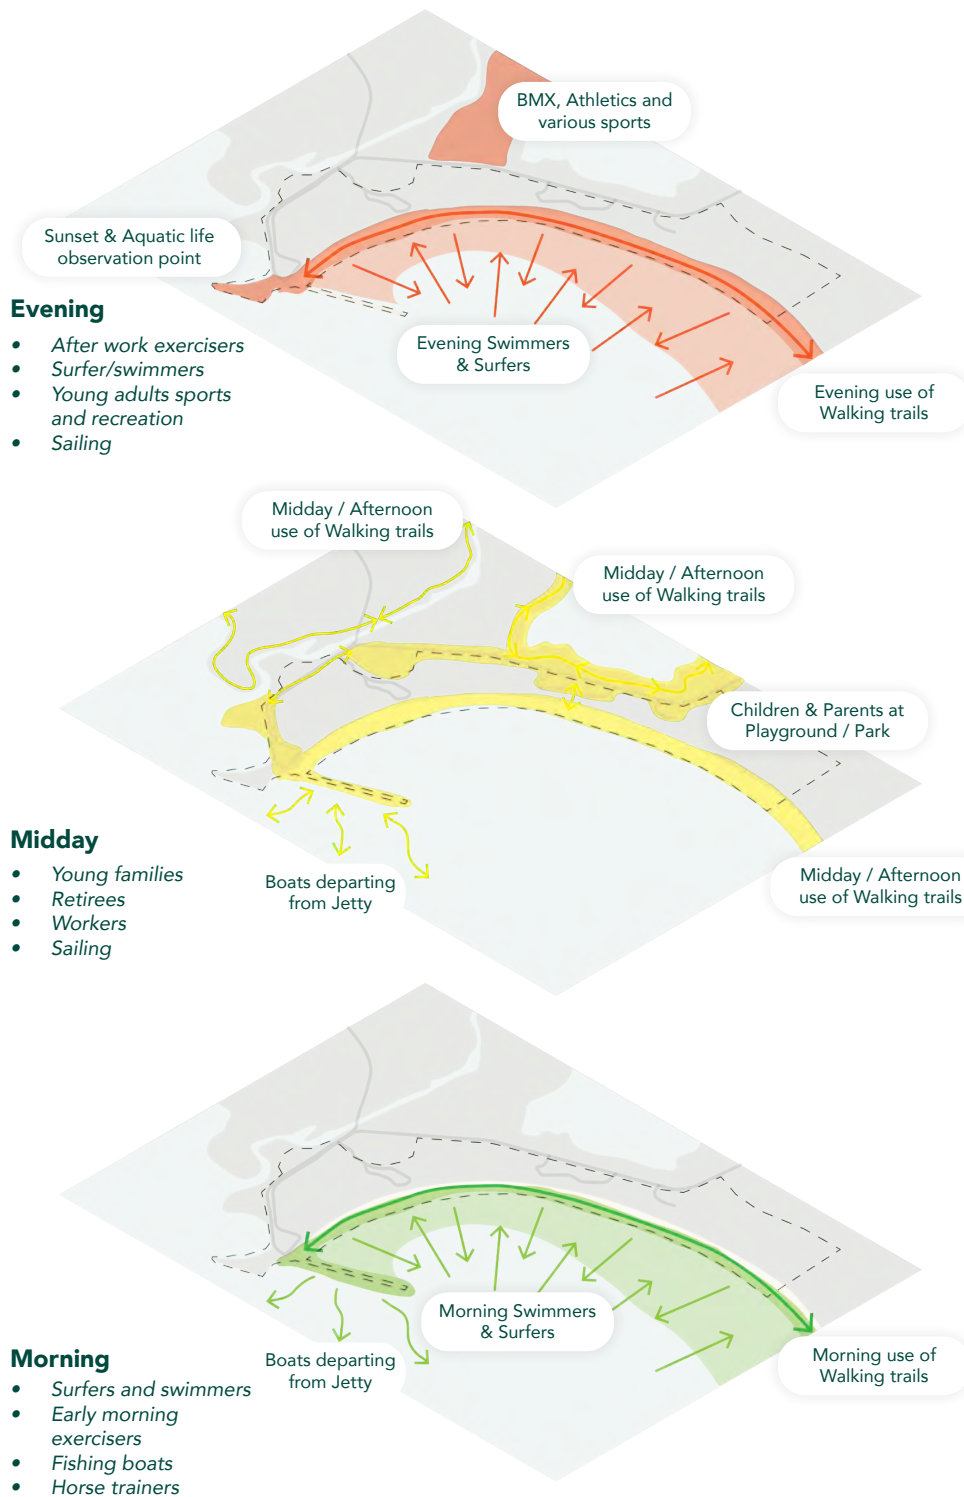 BMX, Athletics and
various sports
Sunset & Aquatic life
observation point
Evening
• After work exercisers
• Surfer/swimmers
• Young adults sports
and recreation
• Sailing
Evening Swimmers
& Surfers
Evening use of
Walking trails
Midday / Afternoon
use of Walking trails
Midday / Afternoon
use of Walking trails
Children & Parents at
Playground / Park
Midday
• Young families
• Retirees
• Workers
• Sailing
Boats departing
from Jetty
Midday / Afternoon
use of Walking trails
Morning Swimmers
& Surfers
Morning
• Surfers and swimmers
• Early morning
exercisers
• Fishing boats
• Horse trainers
Boats departing
from Jetty
Morning use of
Walking trails